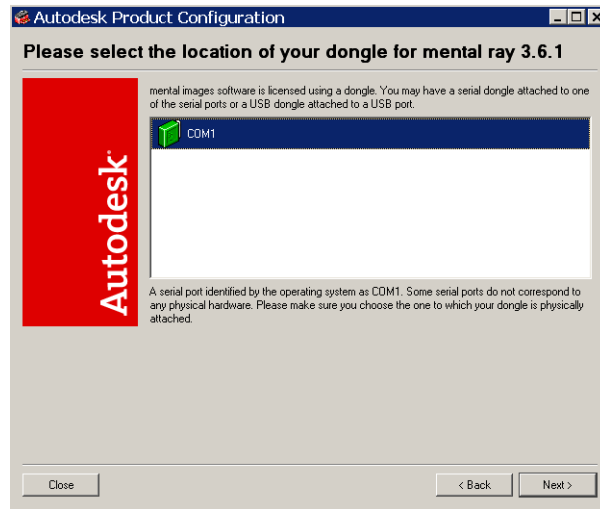 Autodesk Product Configuration
Please select the location of your dongle for mental ray 3.6.1
mental images software is licensed using a dongle. You may have a serial dongle attached to one
of the serial ports or a USB dongle attached to a USB port.
COM1
Autodesk
A serial port identified by the operating system as COM1. Some serial ports do not correspond to
any physical hardware. Please make sure you choose the one to which your dongle is physically
attached.
Close
< Back
Next >